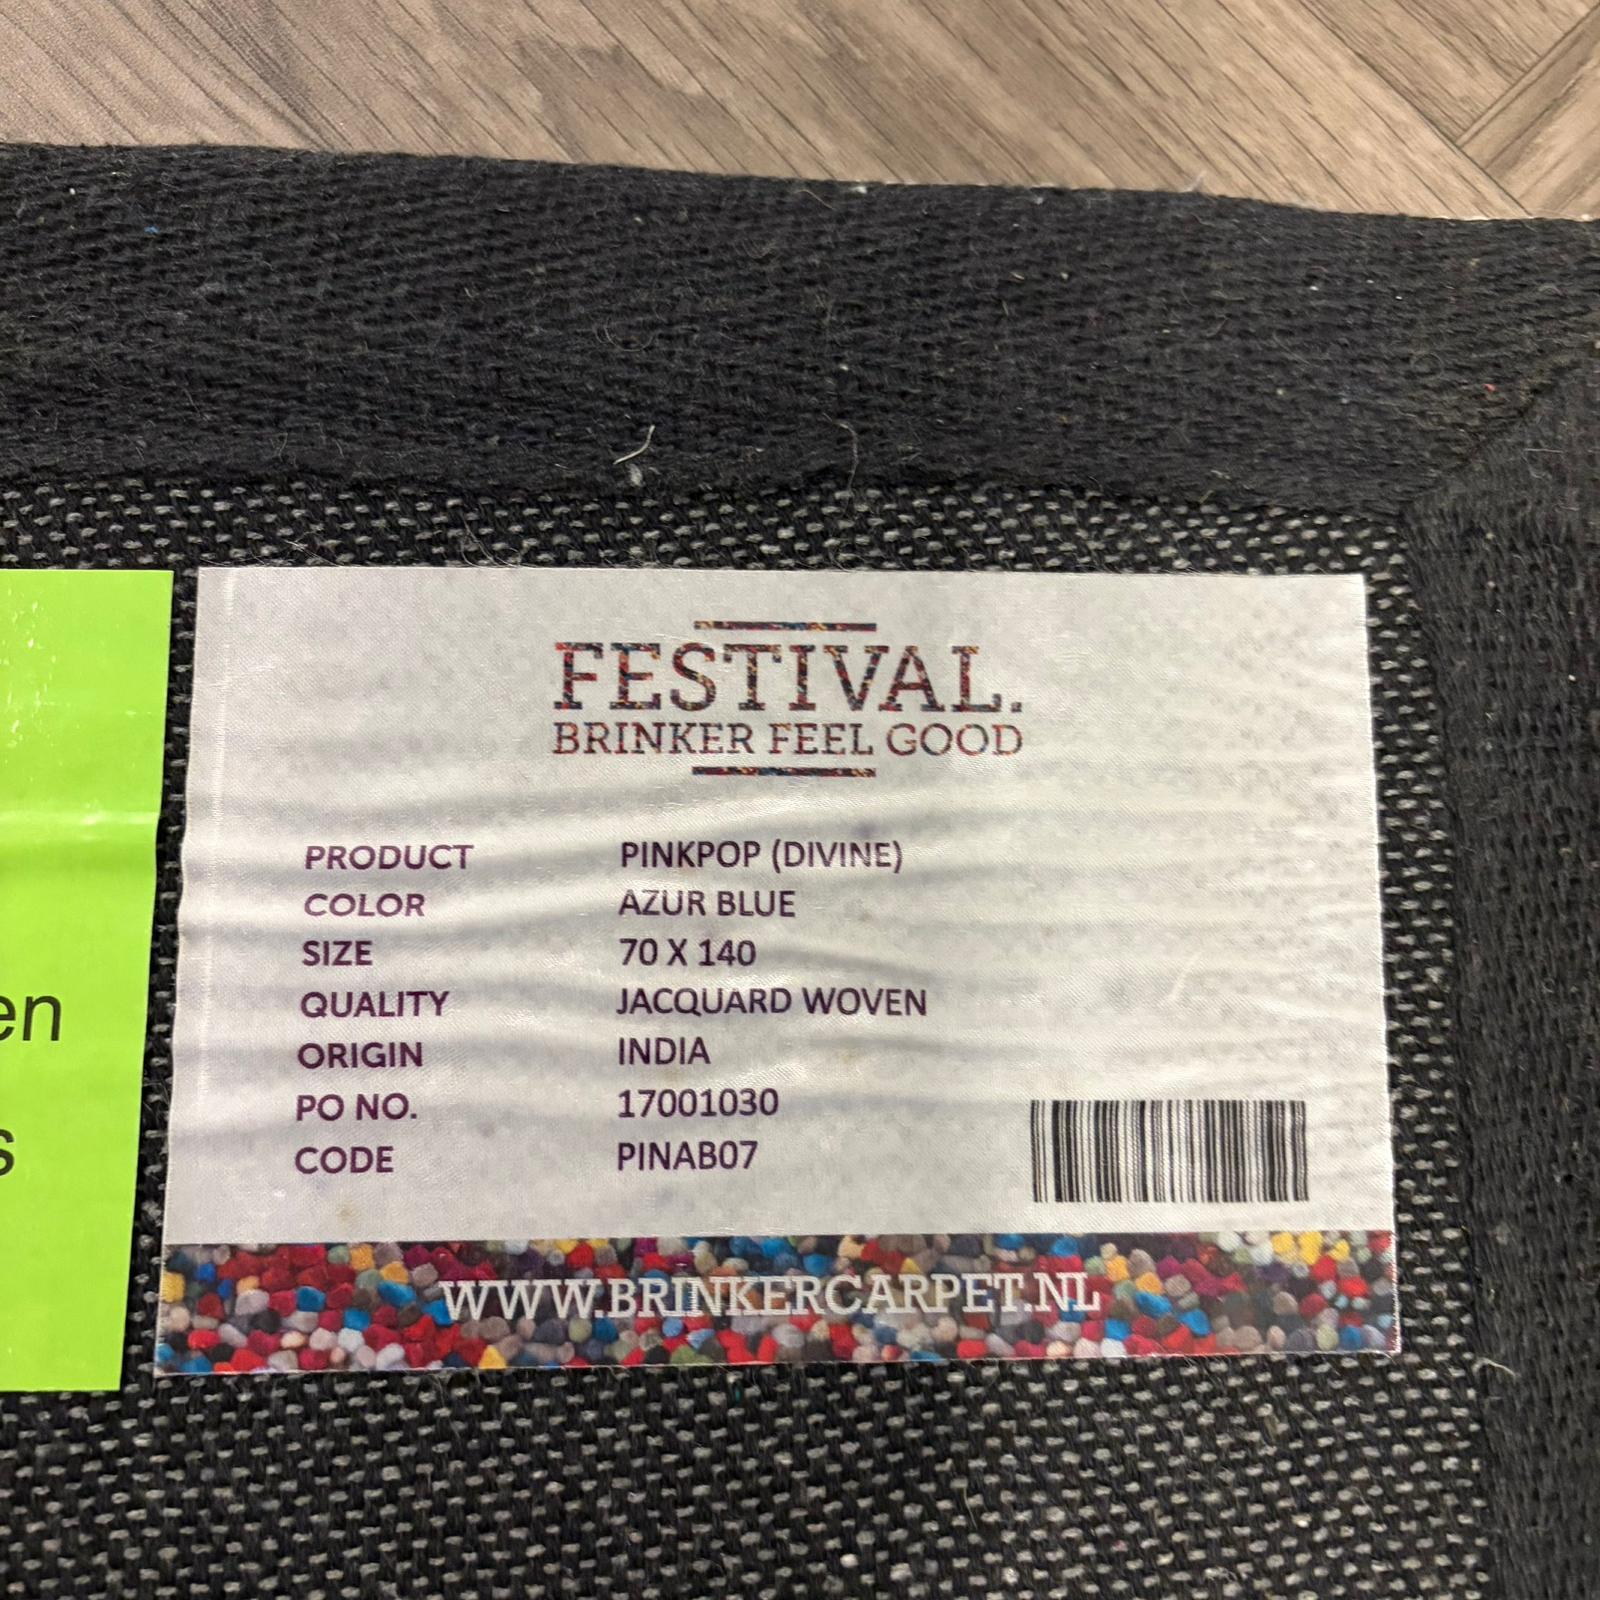 FESTIVAL.
BRINKER FEEL GOOD
PRODUCT PINKPOP (DIVINE)
COLOR AZUR BLUE
SIZE 70 X 140
QUALITY JACQUARD WOVEN
ORIGIN INDIA
PO NO. 17001030
CODE PINAB07
WWW.BRINKERCARPET.NL
en
s